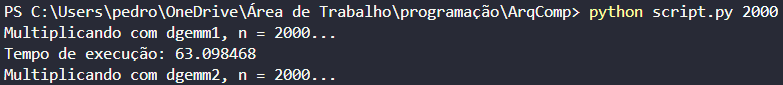 PS C:\Users\pedro\OneDrive\Área de Trabalho\programação\ArqComp> python script.py 2000
Multiplicando com dgemm1, n = 2000...
Tempo de execução: 63.098468
Multiplicando com dgemm2, n = 2000...